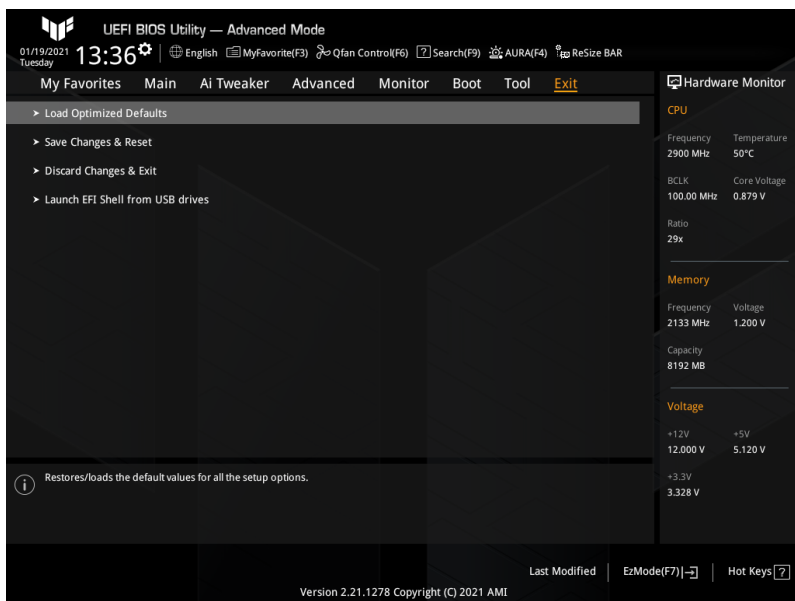 UEFI BIOS Utility — Advanced Mode
01/19/2021
Tuesday
13:36
English
MyFavorite(F3)
Qfan Control(F6)
? Search(F9)
AURA(F4)
ReSize BAR
My Favorites
Main
Ai Tweaker
Advanced
Monitor
Boot
Tool
Exit
➤ Load Optimized Defaults
➤ Save Changes & Reset
➤ Discard Changes & Exit
➤ Launch EFI Shell from USB drives
i
Restores/loads the default values for all the setup options.
Hardware Monitor
CPU
Frequency Temperature
2900 MHz 50°C
BCLK Core Voltage
100.00 MHz 0.879 V
Ratio
29x
Memory
Frequency Voltage
2133 MHz 1.200 V
Capacity
8192 MB
Voltage
+12V +5V
12.000 V 5.120 V
+3.3V
3.328 V
Last Modified
EzMode(F7)
Hot Keys ?
Version 2.21.1278 Copyright (C) 2021 AMI